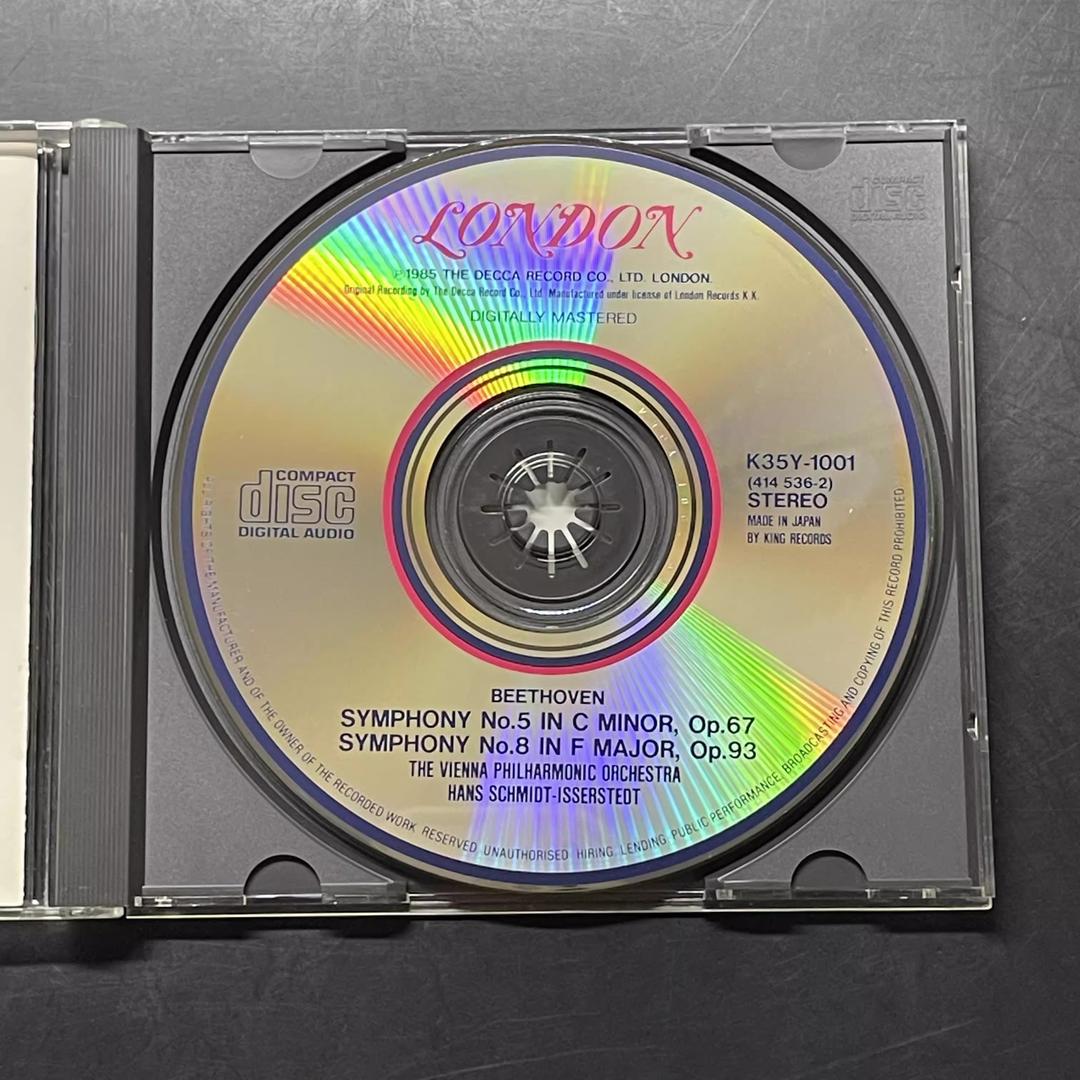 LONDON
℗1985 THE DECCA RECORD CO., LTD. LONDON.
Original Recording by The Decca Record Co., Ltd. Manufactured under license of London Records K.K.
DIGITALLY MASTERED
COMPACT
disc
DIGITAL AUDIO
K35Y-1001
(414 536-2)
STEREO
MADE IN JAPAN
BY KING RECORDS
BEETHOVEN
SYMPHONY No.5 IN C MINOR, Op.67
SYMPHONY No.8 IN F MAJOR, Op.93
THE VIENNA PHILHARMONIC ORCHESTRA
HANS SCHMIDT-ISSERSTEDT
ALL RIGHTS OF THE MANUFACTURER AND OF THE OWNER OF THE RECORDED WORK RESERVED. UNAUTHORISED HIRING, LENDING, PUBLIC PERFORMANCE, BROADCASTING AND COPYING OF THIS RECORD PROHIBITED
COMPACT
disc
DIGITAL AUDIO